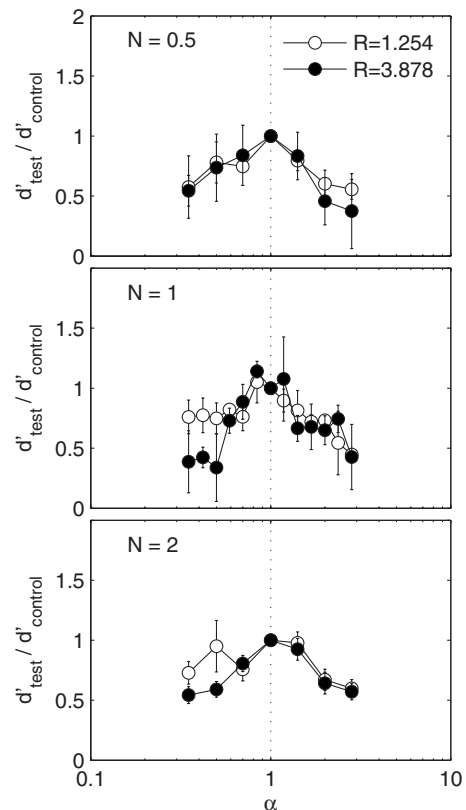 N = 0.5
R=1.254
R=3.878
2
1.5
1
0.5
0
d'test / d'control
N = 1
1.5
1
0.5
0
d'test / d'control
N = 2
1.5
1
0.5
0
d'test / d'control
0.1
1
10
α